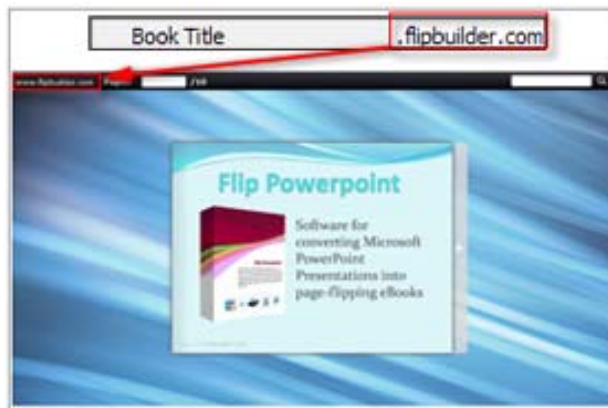 Book Title .flipbuilder.com
www.flipbuilder.com
Flip Powerpoint
Software for
converting Microsoft
PowerPoint
Presentations into
page-flipping eBooks